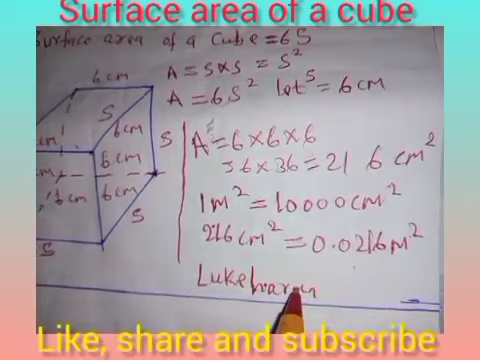 Surface area of a cube
Surface area of a Cube=6S
6cm
A = S×S = S²
A = 6S² let S = 6cm
S
6cm
S
6cm
6cm
6cm
S
S
A = 6×6×6
36×36=21 6 cm²
1m² = 10000cm²
216cm² = 0.0216M²
Like, share and subscribe